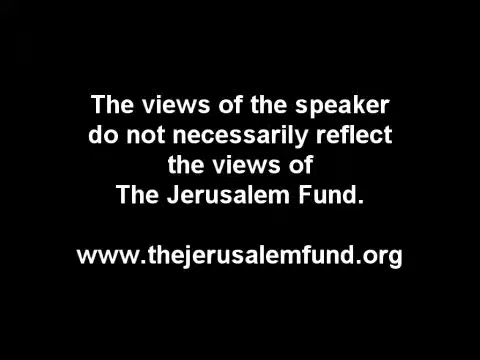 The views of the speaker
do not necessarily reflect
the views of
The Jerusalem Fund.
www.thejerusalemfund.org